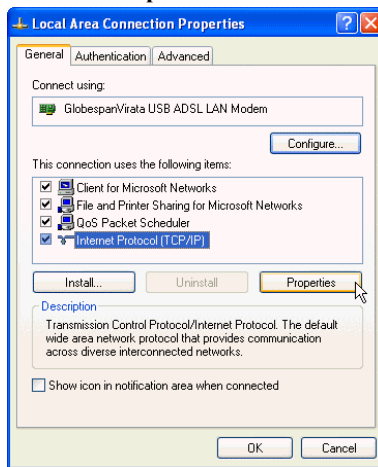 Local Area Connection Properties
General Authentication Advanced
Connect using:
GlobespanVirata USB ADSL LAN Modem
Configure...
This connection uses the following items:
Client for Microsoft Networks
File and Printer Sharing for Microsoft Networks
QoS Packet Scheduler
Internet Protocol (TCP/IP)
Install... Uninstall Properties
Description
Transmission Control Protocol/Internet Protocol. The default
wide area network protocol that provides communication
across diverse interconnected networks.
Show icon in notification area when connected
OK Cancel